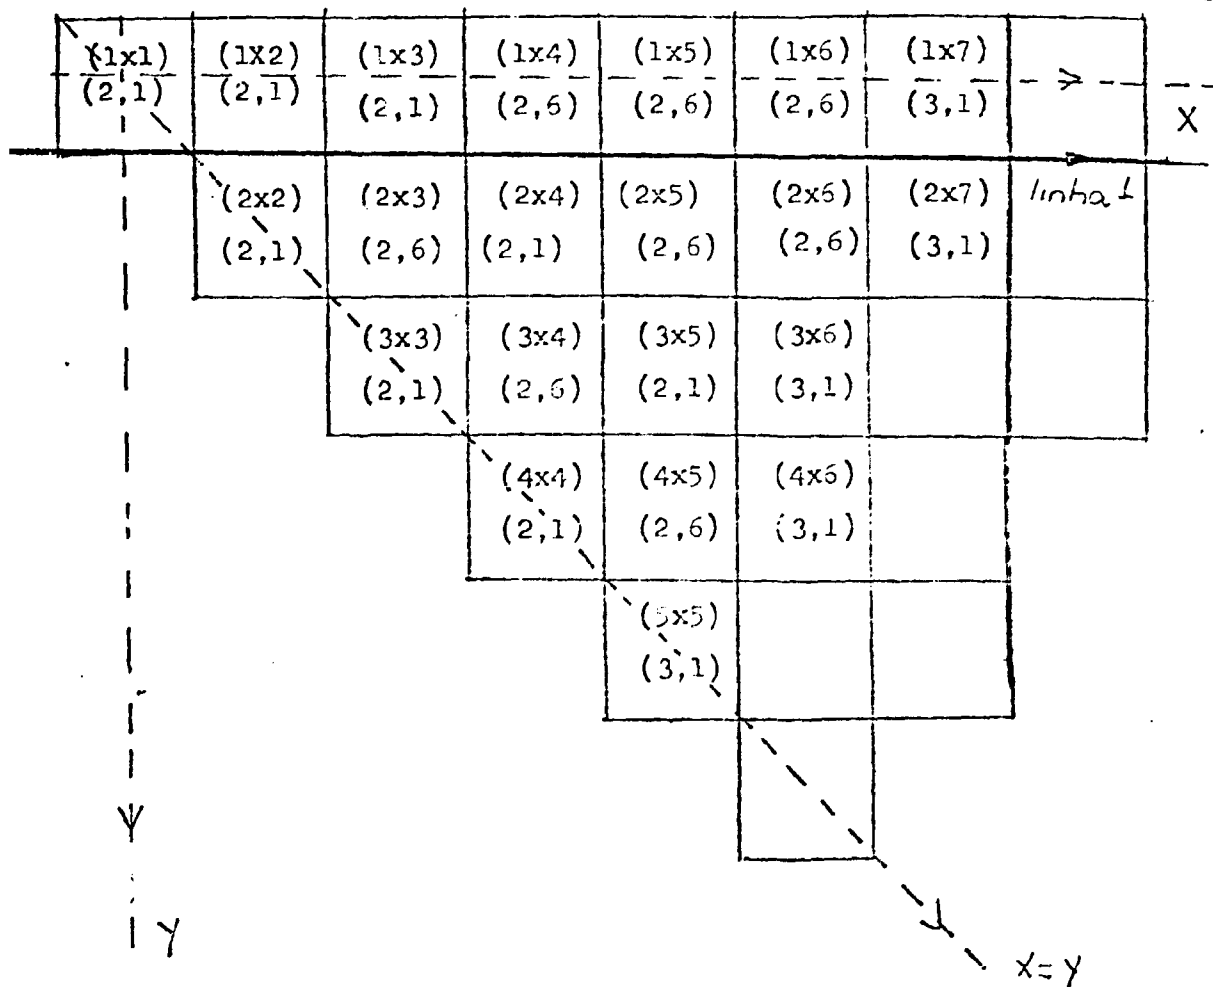 (1x1) (1X2) (1x3) (1x4) (1x5) (1x6) (1x7)
(2,1) (2,1) (2,1) (2,6) (2,6) (2,6) (3,1)
X
(2x2) (2x3) (2x4) (2x5) (2x6) (2x7) linha 1
(2,1) (2,6) (2,1) (2,6) (2,6) (3,1)
(3x3) (3x4) (3x5) (3x6)
(2,1) (2,6) (2,1) (3,1)
(4x4) (4x5) (4x6)
(2,1) (2,6) (3,1)
(5x5)
(3,1)
Y
X=Y